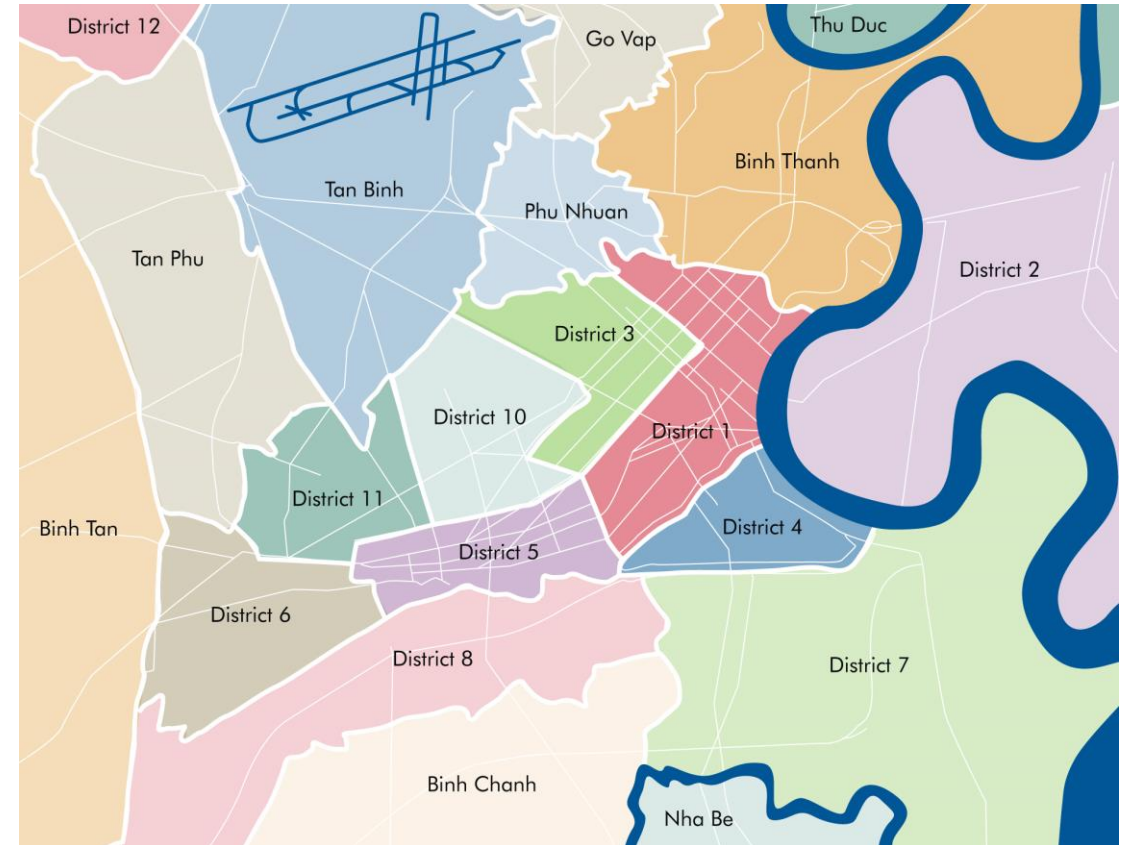 District 12
Go Vap
Thu Duc
Binh Thanh
Tan Binh
Phu Nhuan
Tan Phu
District 2
District 3
District 10
District 1
District 11
Binh Tan
District 4
District 5
District 6
District 8
District 7
Binh Chanh
Nha Be